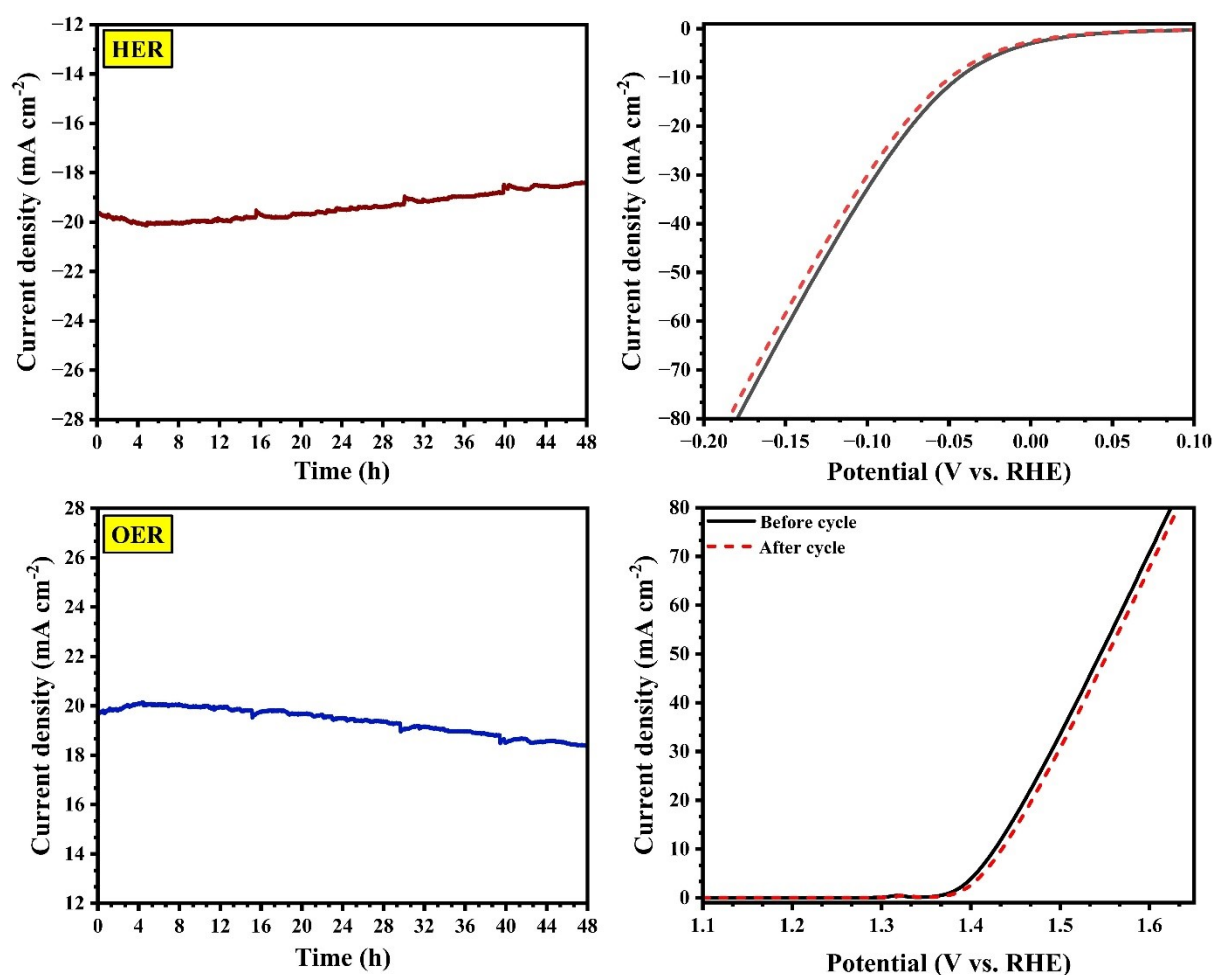 HER
Current density (mA cm⁻²)
−12
−14
−16
−18
−20
−22
−24
−26
−28
0 4 8 12 16 20 24 28 32 36 40 44 48
Time (h)
Current density (mA cm⁻²)
0
−10
−20
−30
−40
−50
−60
−70
−80
−0.20 −0.15 −0.10 −0.05 0.00 0.05 0.10
Potential (V vs. RHE)
OER
Current density (mA cm⁻²)
28
26
24
22
20
18
16
14
12
0 4 8 12 16 20 24 28 32 36 40 44 48
Time (h)
Before cycle
After cycle
Current density (mA cm⁻²)
80
70
60
50
40
30
20
10
0
1.1 1.2 1.3 1.4 1.5 1.6
Potential (V vs. RHE)